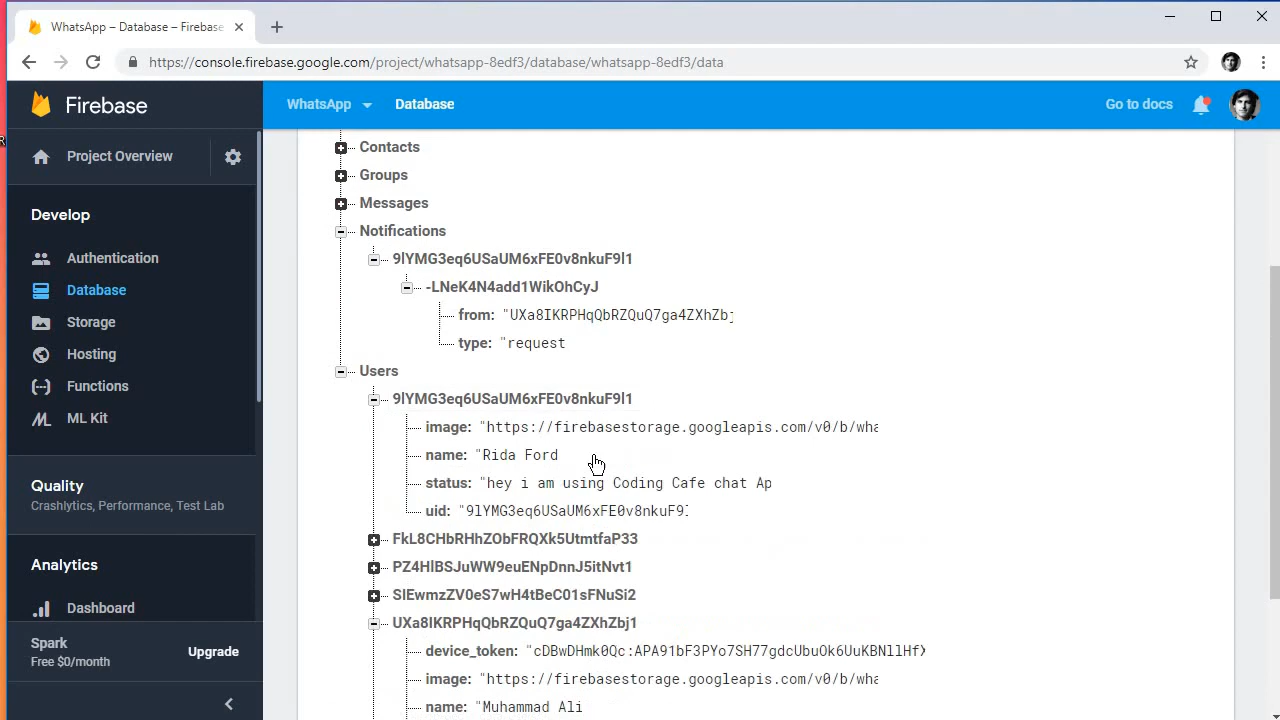 WhatsApp – Database – Firebase
https://console.firebase.google.com/project/whatsapp-8edf3/database/whatsapp-8edf3/data
Firebase
WhatsApp
Database
Go to docs
Project Overview
Develop
Authentication
Database
Storage
Hosting
Functions
ML Kit
Quality
Crashlytics, Performance, Test Lab
Analytics
Dashboard
Spark
Free $0/month
Upgrade
Contacts
Groups
Messages
Notifications
9lYMG3eq6USaUM6xFE0v8nkuF9l1
-LNeK4N4add1WikOhCyJ
from: "UXa8IKRPHqQbRZQuQ7ga4ZXhZbj
type: "request
Users
9lYMG3eq6USaUM6xFE0v8nkuF9l1
image: "https://firebasestorage.googleapis.com/v0/b/wha
name: "Rida Ford
status: "hey i am using Coding Cafe chat Ap
uid: "9lYMG3eq6USaUM6xFE0v8nkuF9l
FkL8CHbRHhZObFRQXk5UtmtfaP33
PZ4HlBSJuWW9euENpDnnJ5itNvt1
SlEwmzZV0eS7wH4tBeC01sFNuSi2
UXa8IKRPHqQbRZQuQ7ga4ZXhZbj1
device_token: "cDBwDHmk0Qc:APA91bF3PYo7SH77gdcUbuOk6UuKBNllHfX
image: "https://firebasestorage.googleapis.com/v0/b/wha
name: "Muhammad Ali